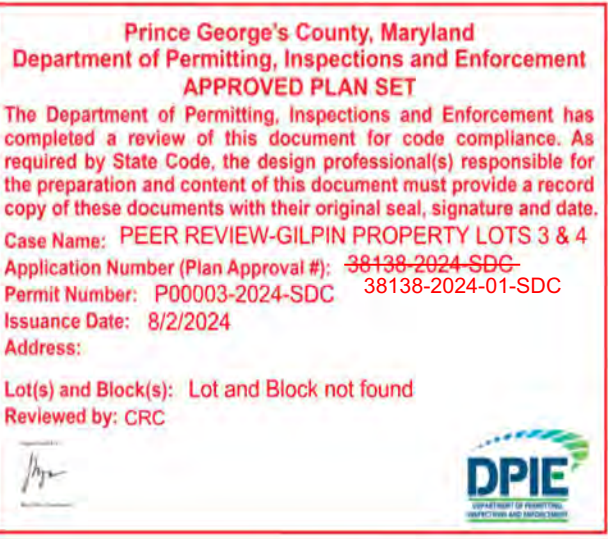 Prince George's County, Maryland
Department of Permitting, Inspections and Enforcement
APPROVED PLAN SET
The Department of Permitting, Inspections and Enforcement has
completed a review of this document for code compliance. As
required by State Code, the design professional(s) responsible for
the preparation and content of this document must provide a record
copy of these documents with their original seal, signature and date.
Case Name: PEER REVIEW-GILPIN PROPERTY LOTS 3 & 4
Application Number (Plan Approval #): 38138-2024-SDC
38138-2024-01-SDC
Permit Number: P00003-2024-SDC
Issuance Date: 8/2/2024
Address:
Lot(s) and Block(s): Lot and Block not found
Reviewed by: CRC
DPIE
DEPARTMENT OF PERMITTING,
INSPECTIONS AND ENFORCEMENT